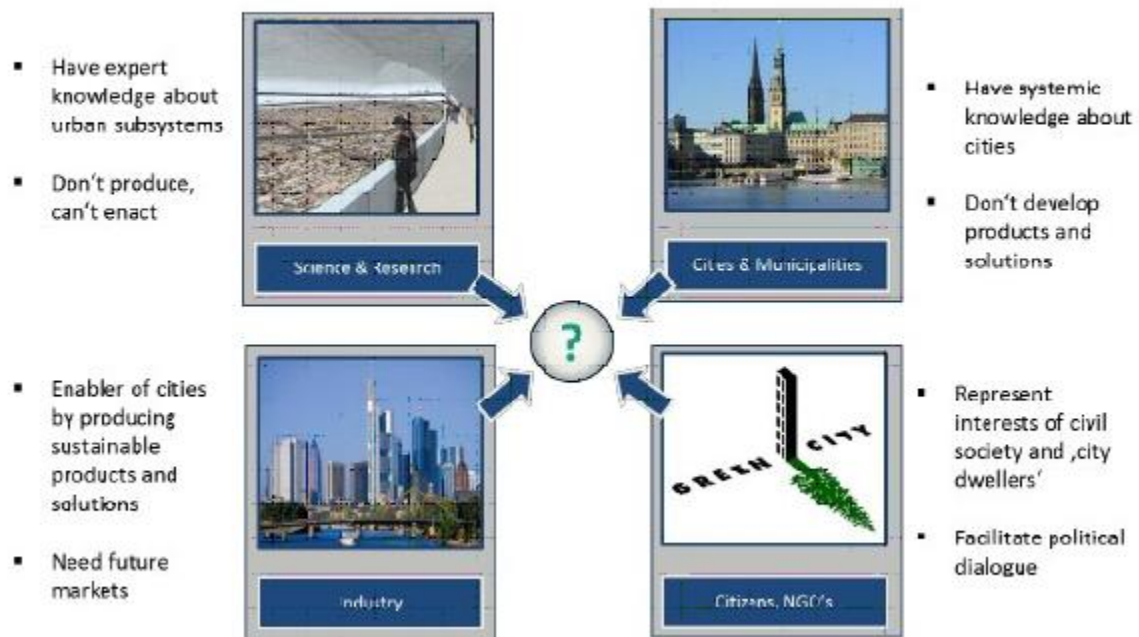 ▪ Have expert
knowledge about
urban subsystems
▪ Don't produce,
can't enact
Science & Research
Cities & Municipalities
▪ Have systemic
knowledge about
cities
▪ Don't develop
products and
solutions
?
▪ Enabler of cities
by producing
sustainable
products and
solutions
▪ Need future
markets
Industry
GREEN CITY
Citizens, NGO's
▪ Represent
interests of civil
society and ‚city
dwellers'
▪ Facilitate political
dialogue